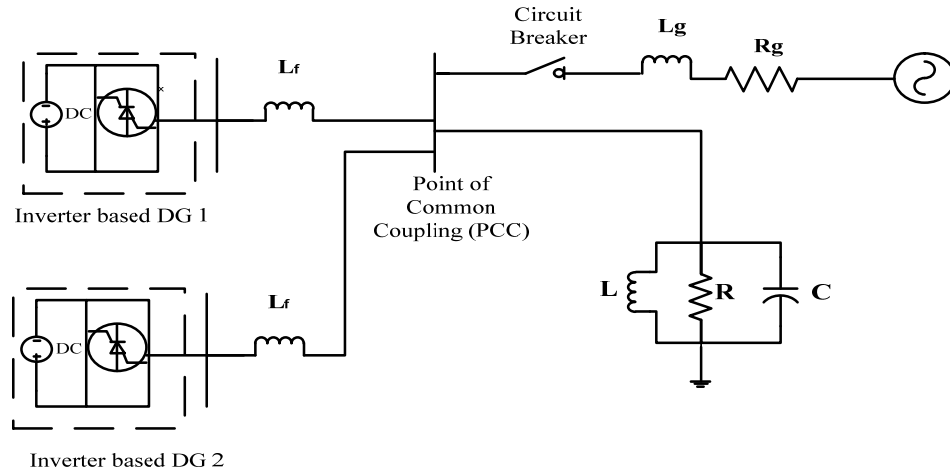 Circuit
Breaker
Lg
Rg
Lf
DC
Inverter based DG 1
Point of
Common
Coupling (PCC)
Lf
L
R
C
DC
Inverter based DG 2